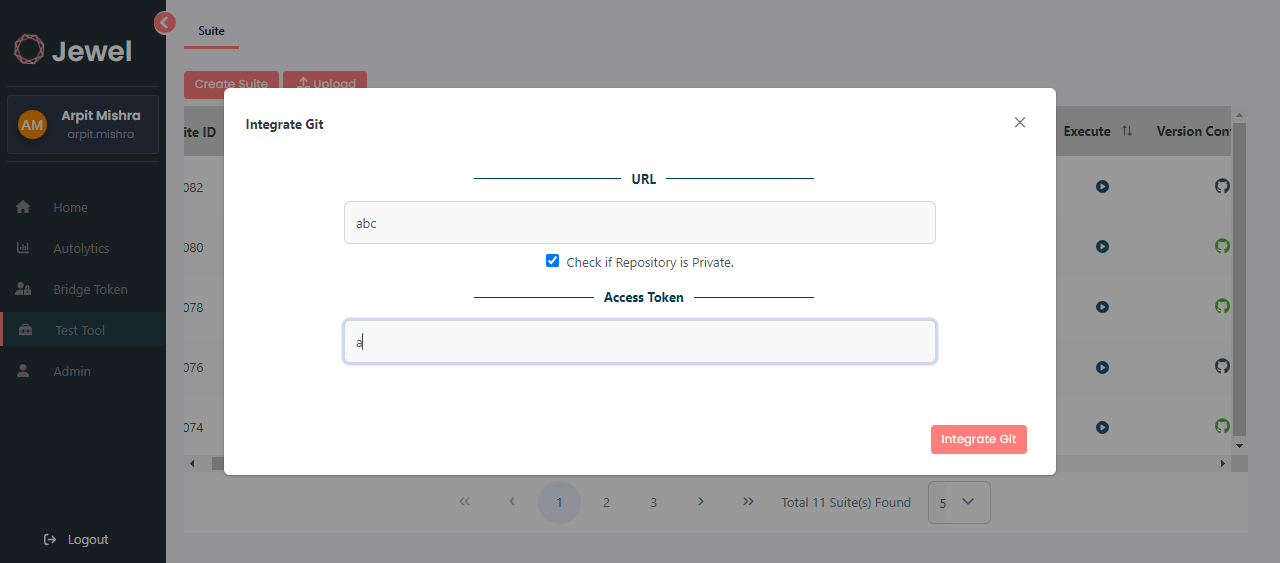 Jewel
AM
Arpit Mishra
arpit.mishra
Home
Autolytics
Bridge Token
Test Tool
Admin
Logout
Suite
Create Suite
Upload
ite ID
Execute
Version Con
082
080
078
076
074
Integrate Git
URL
abc
Check if Repository is Private.
Access Token
a
Integrate Git
1 2 3 Total 11 Suite(s) Found 5